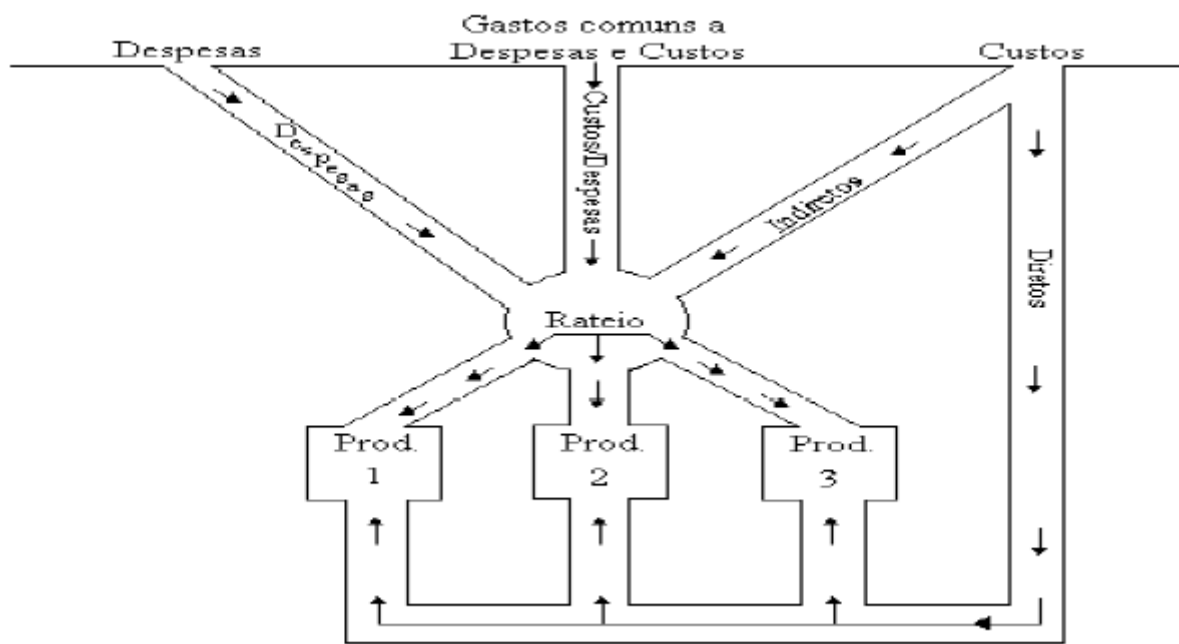 Gastos comuns a
Despesas
Despesas e Custos
Custos
Despesas
Custos/Despesas
Indiretos
Diretos
Rateio
Prod.
1
Prod.
2
Prod.
3